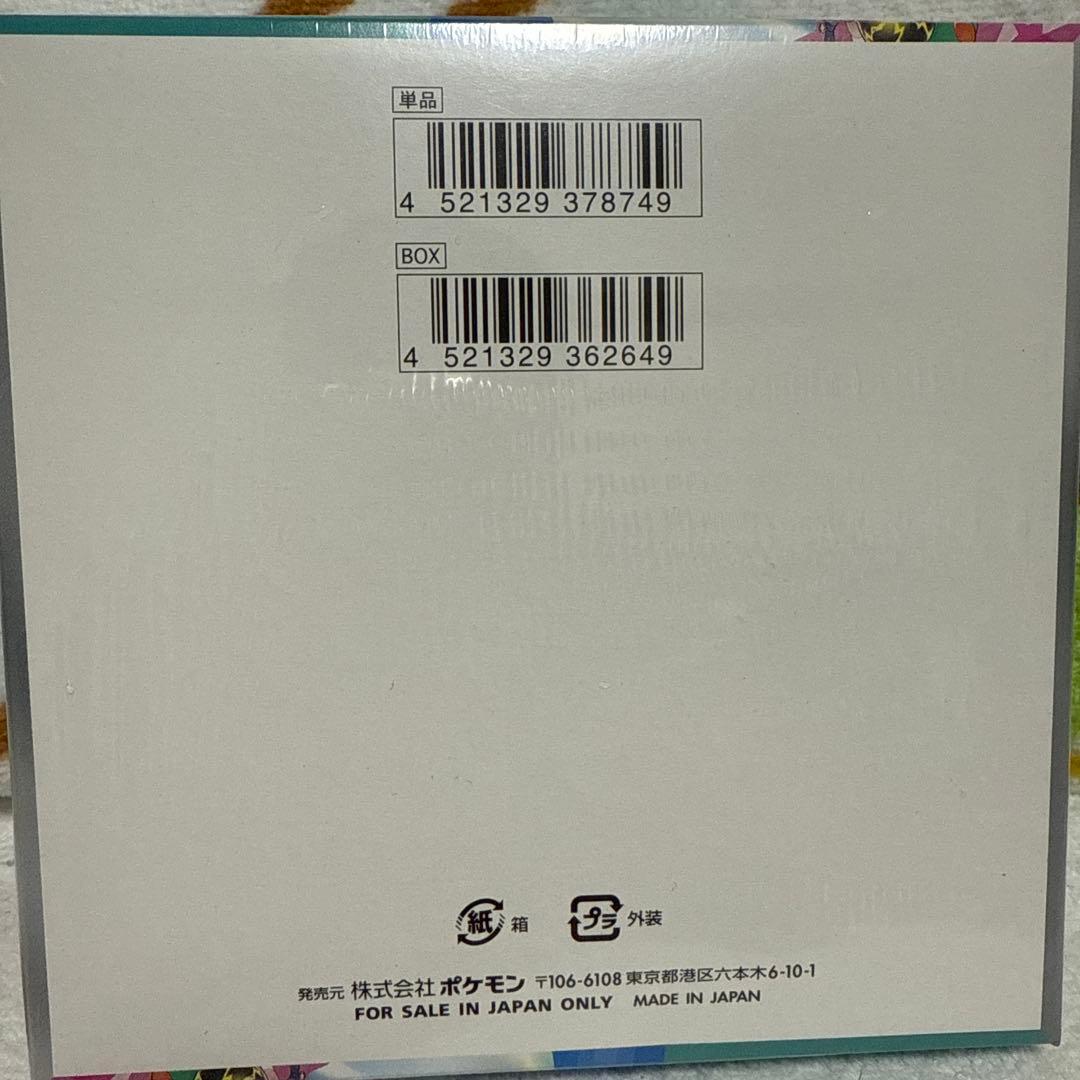 単品
4 521329 378749
BOX
4 521329 362649
紙 箱 プラ 外装
発売元 株式会社 ポケモン 〒106-6108 東京都港区六本木6-10-1
FOR SALE IN JAPAN ONLY MADE IN JAPAN